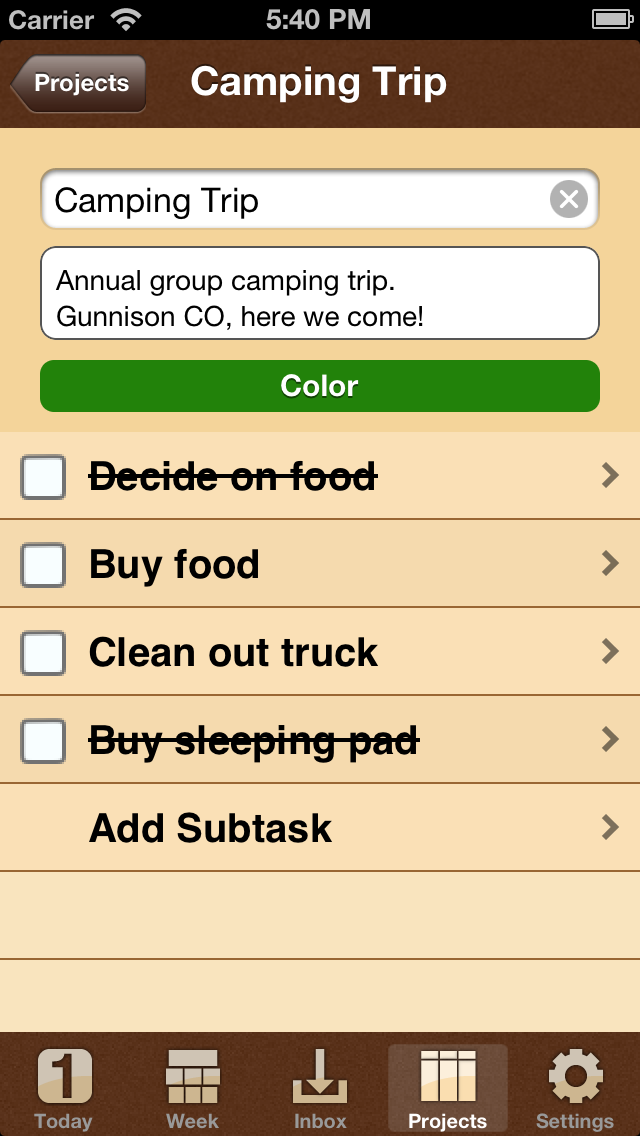 Carrier 5:40 PM
Projects Camping Trip
Camping Trip
Annual group camping trip.
Gunnison CO, here we come!
Color
Decide on food
Buy food
Clean out truck
Buy sleeping pad
Add Subtask
1
Today Week Inbox Projects Settings